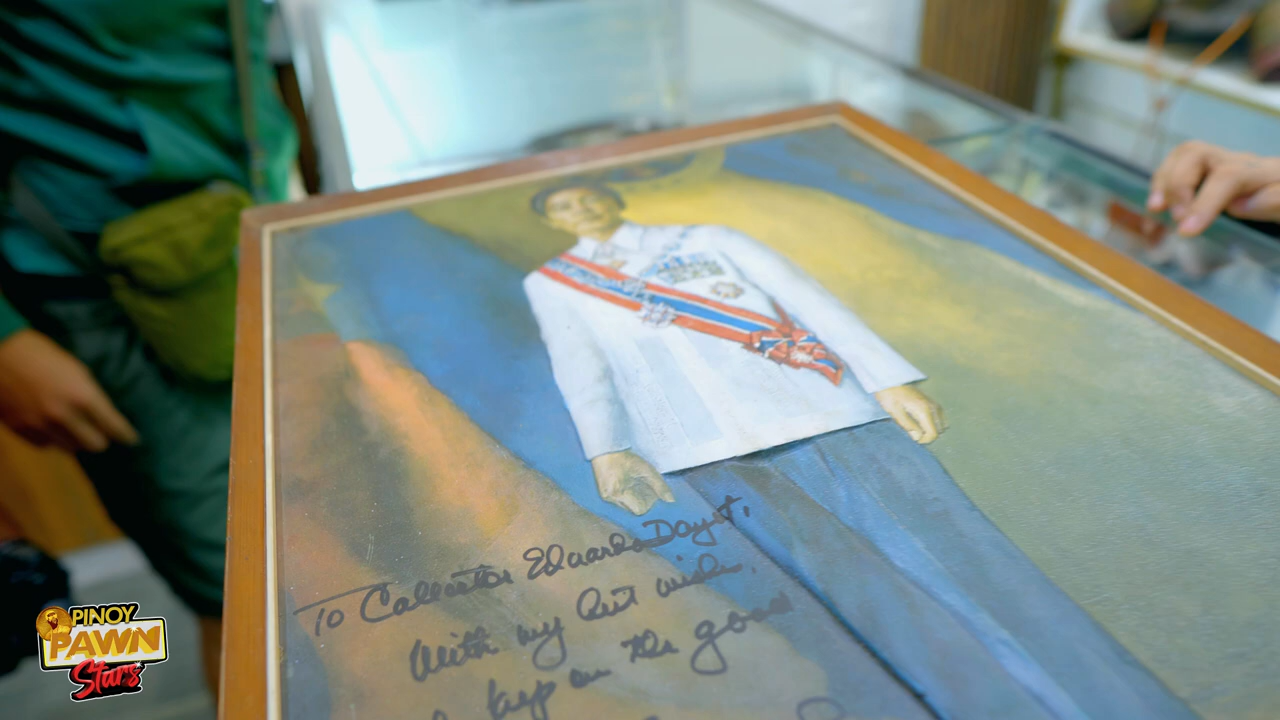 To Collector Eduardo Dayot,
With my best wishes.
keep on the good
PINOY
PAWN
Stars